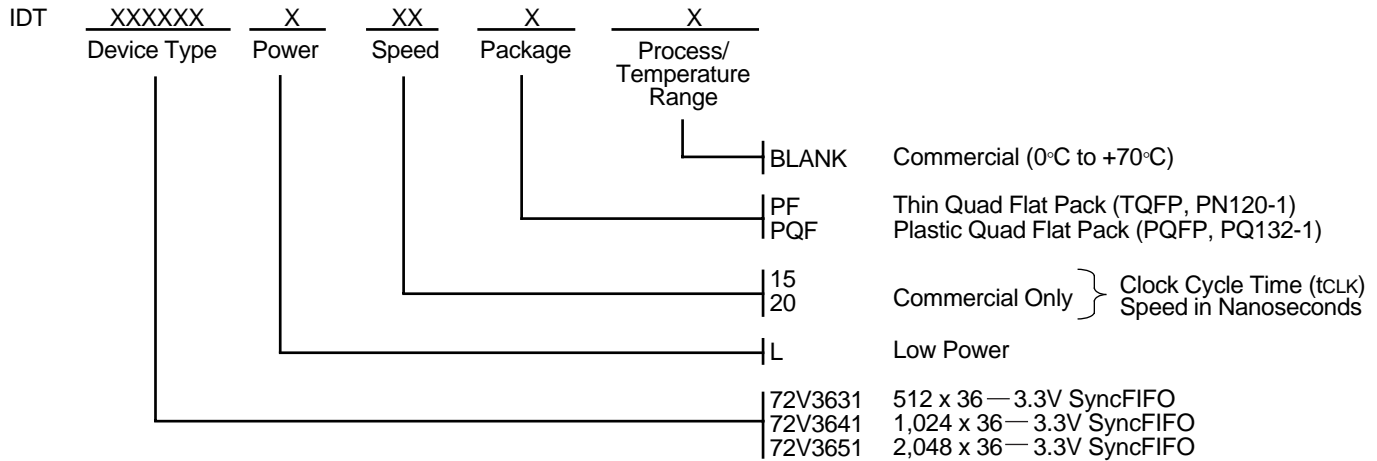 IDT XXXXXX X XX X X
Device Type Power Speed Package Process/
Temperature
Range
BLANK Commercial (0°C to +70°C)
PF Thin Quad Flat Pack (TQFP, PN120-1)
PQF Plastic Quad Flat Pack (PQFP, PQ132-1)
15
20
Commercial Only
Clock Cycle Time (tCLK)
Speed in Nanoseconds
L Low Power
72V3631 512 x 36 — 3.3V SyncFIFO
72V3641 1,024 x 36 — 3.3V SyncFIFO
72V3651 2,048 x 36 — 3.3V SyncFIFO